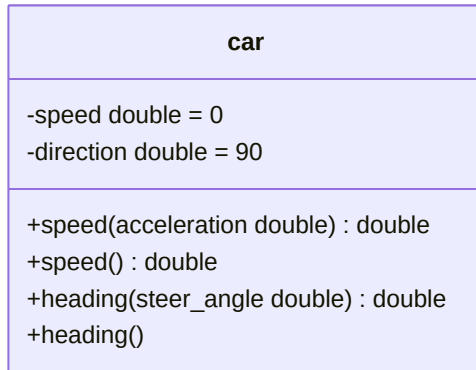 car
-speed double = 0
-direction double = 90
+speed(acceleration double) : double
+speed() : double
+heading(steer_angle double) : double
+heading()